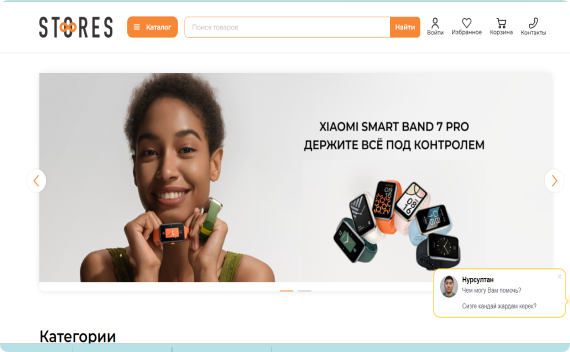 STORES
Каталог
Поиск товаров
Найти
Войти
Избранное
Корзина
Контакты
XIAOMI SMART BAND 7 PRO
ДЕРЖИТЕ ВСЁ ПОД КОНТРОЛЕМ
Нурсултан
Чем могу Вам помочь?
Сизге кандай жардам керек?
Категории